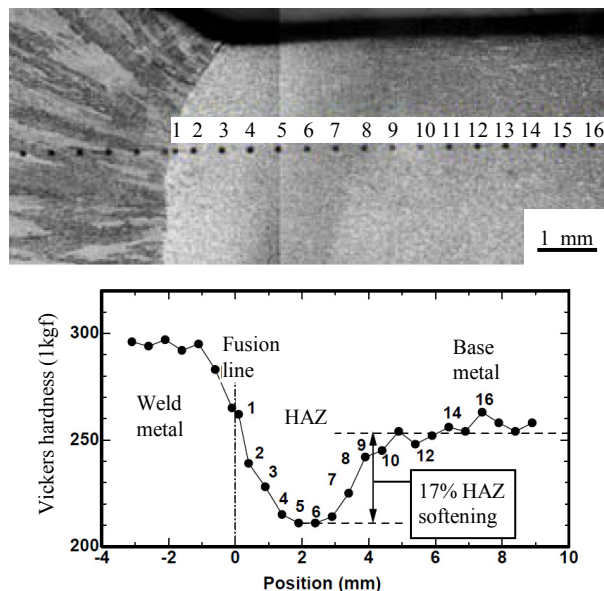 1 2 3 4 5 6 7 8 9 10 11 12 13 14 15 16
1 mm
Vickers hardness (1kgf)
300
250
200
Fusion
line
Base
metal
Weld
metal
HAZ
1
2
3
4
5
6
7
8
9
10
12
14
16
17% HAZ
softening
-4 -2 0 2 4 6 8 10
Position (mm)